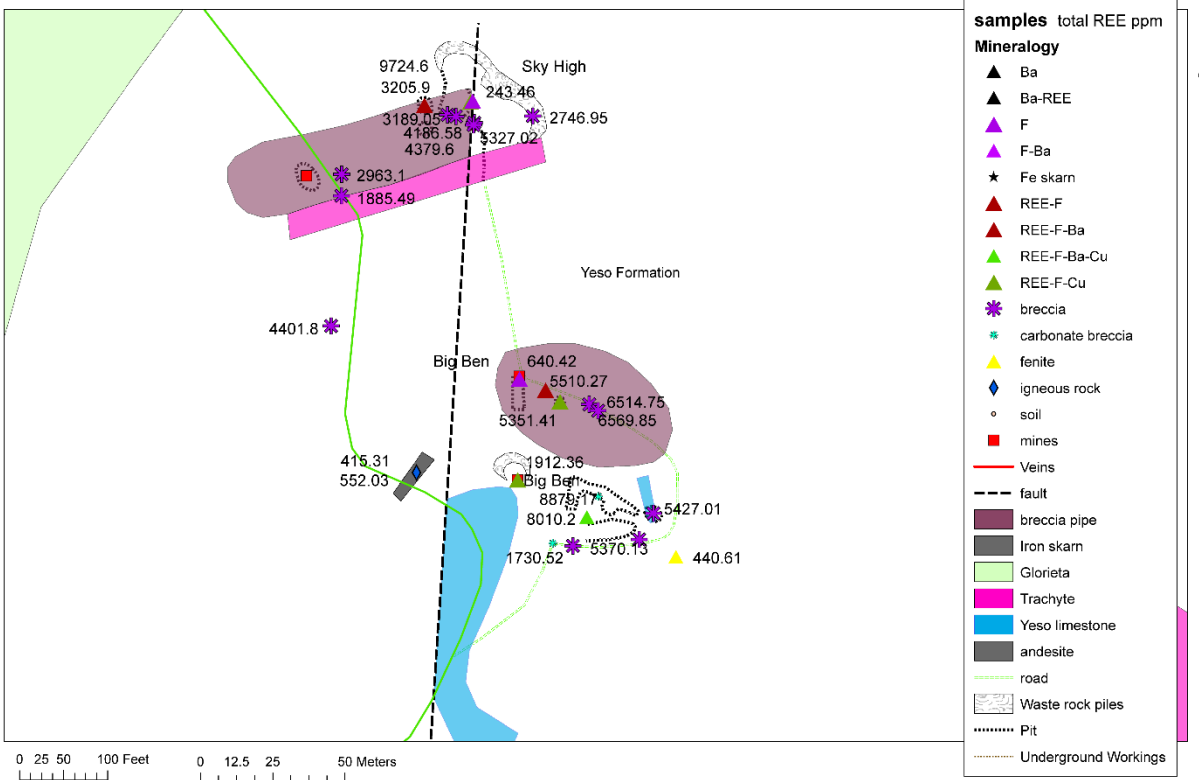 9724.6
Sky High
3205.9
243.46
3189.05
2746.95
4186.58
5327.02
4379.6
2963.1
1885.49
Yeso Formation
4401.8
Big Ben
640.42
5510.27
6514.75
5351.41
6569.85
415.31
1912.36
552.03
Big Ben
8879.17
5427.01
8010.2
1730.52
5370.13
440.61
0 25 50 100 Feet
0 12.5 25 50 Meters
samples total REE ppm
Mineralogy
Ba
Ba-REE
F
F-Ba
Fe skarn
REE-F
REE-F-Ba
REE-F-Ba-Cu
REE-F-Cu
breccia
carbonate breccia
fenite
igneous rock
soil
mines
Veins
fault
breccia pipe
Iron skarn
Glorieta
Trachyte
Yeso limestone
andesite
road
Waste rock piles
Pit
Underground Workings